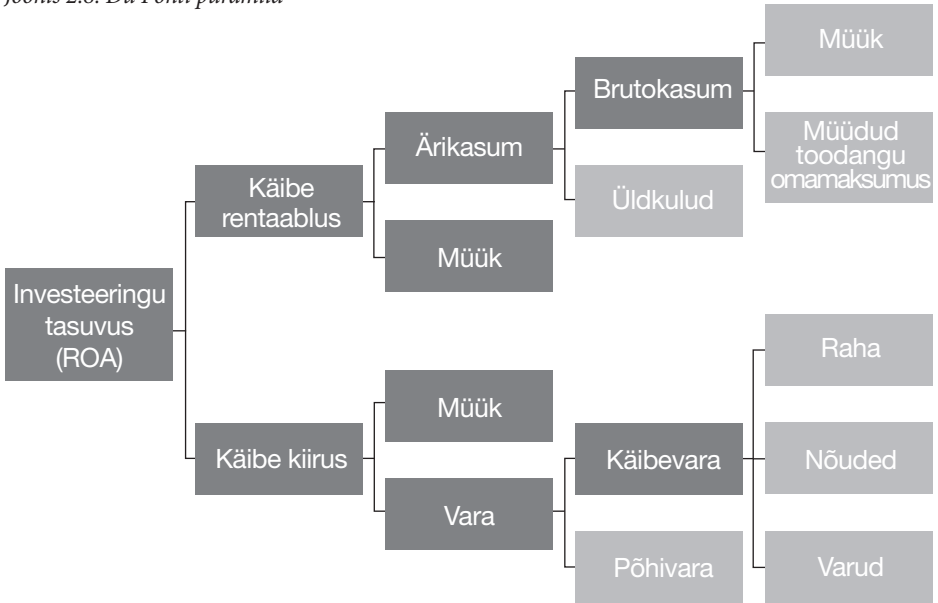 Joonis 2.8. Du Ponti püramiid
Müük
Brutokasum
Müüdud
toodangu
omamaksumus
Ärikasum
Üldkulud
Käibe
rentaablus
Müük
Investeeringu
tasuvus
(ROA)
Raha
Müük
Käibe kiirus
Käibevara
Nõuded
Vara
Põhivara
Varud